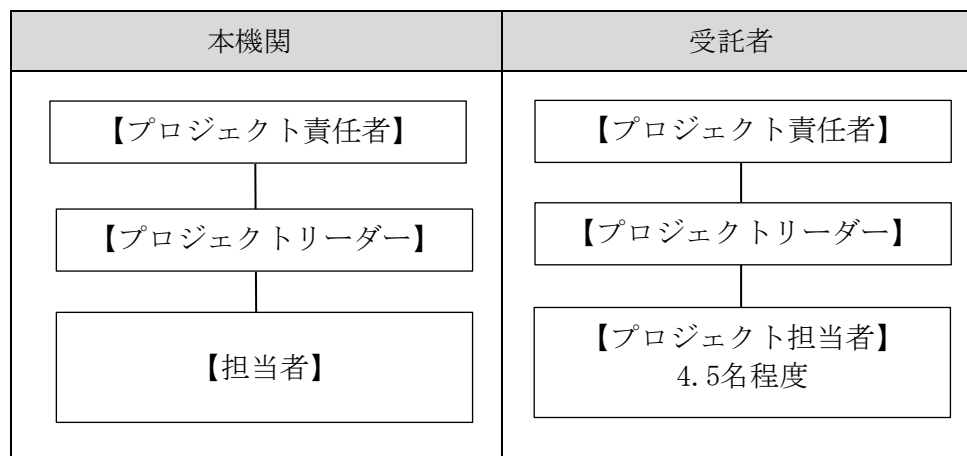 本機関
受託者
【プロジェクト責任者】
【プロジェクトリーダー】
【担当者】
【プロジェクト責任者】
【プロジェクトリーダー】
【プロジェクト担当者】
4.5名程度